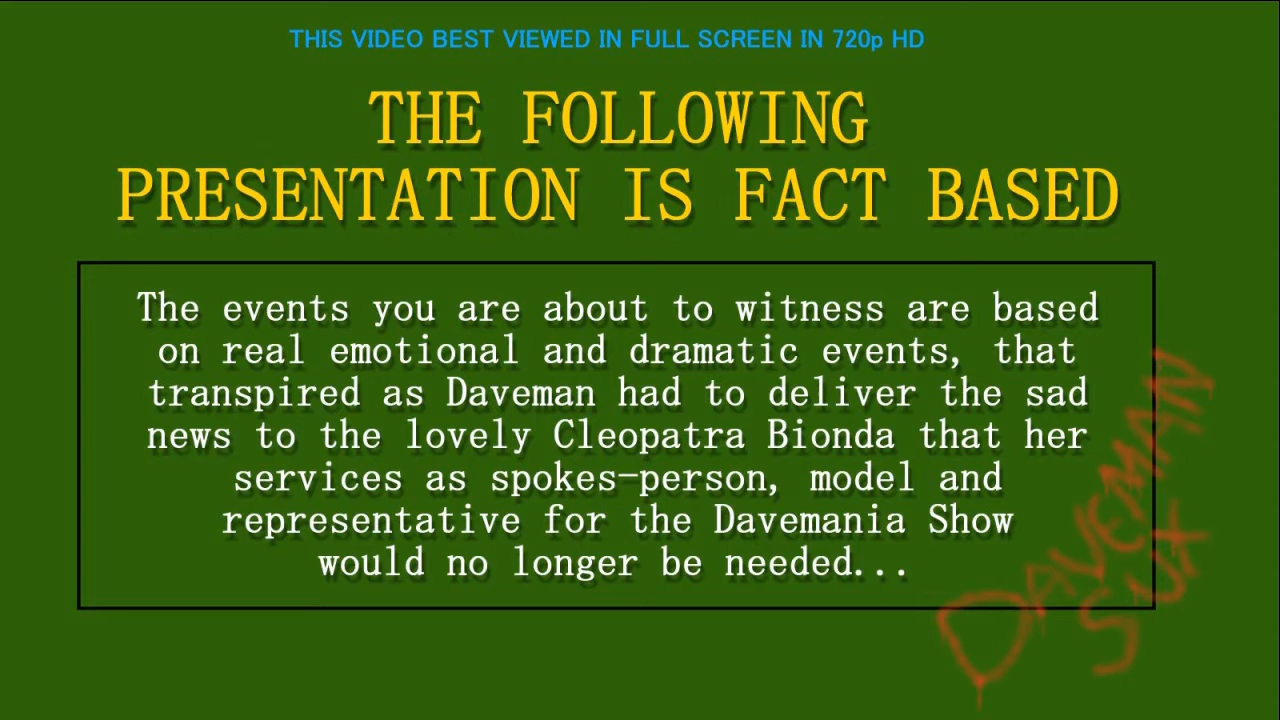 THIS VIDEO BEST VIEWED IN FULL SCREEN IN 720p HD
THE FOLLOWING
PRESENTATION IS FACT BASED
The events you are about to witness are based
on real emotional and dramatic events, that
transpired as Daveman had to deliver the sad
news to the lovely Cleopatra Bionda that her
services as spokes-person, model and
representative for the Davemania Show
would no longer be needed...
DAVEMAN
SUX